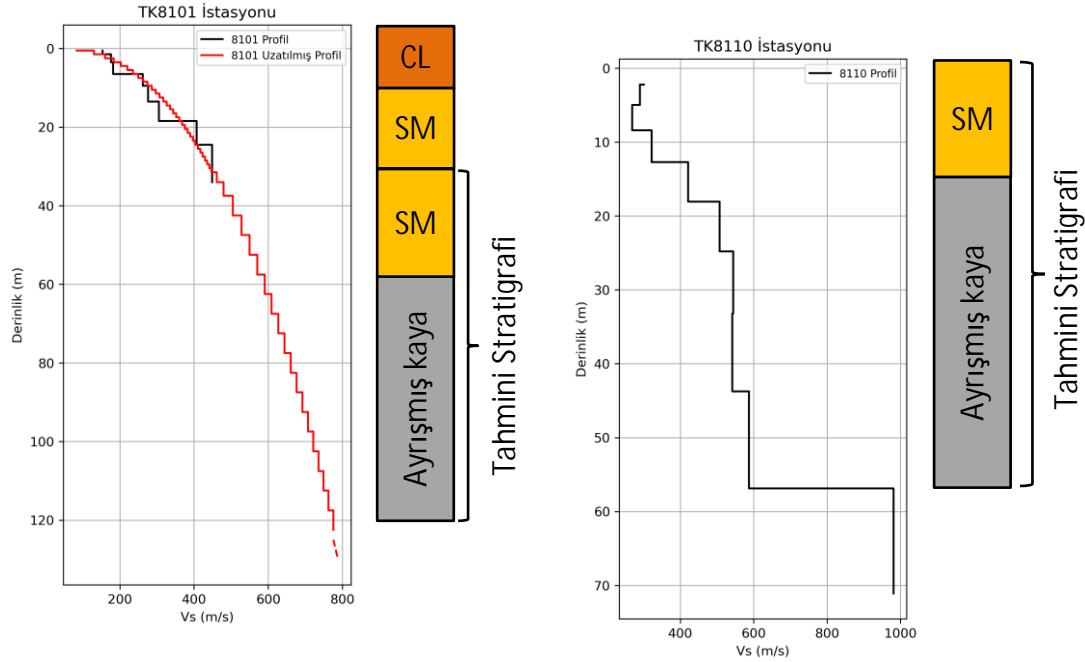 TK8101 İstasyonu
8101 Profil
8101 Uzatılmış Profil
0
20
40
60
80
100
120
Derinlik (m)
200
400
600
800
Vs (m/s)
CL
SM
SM
Ayrışmış kaya
Tahmini Stratigrafi
TK8110 İstasyonu
8110 Profil
0
10
20
30
40
50
60
70
Derinlik (m)
400
600
800
1000
Vs (m/s)
SM
Ayrışmış kaya
Tahmini Stratigrafi